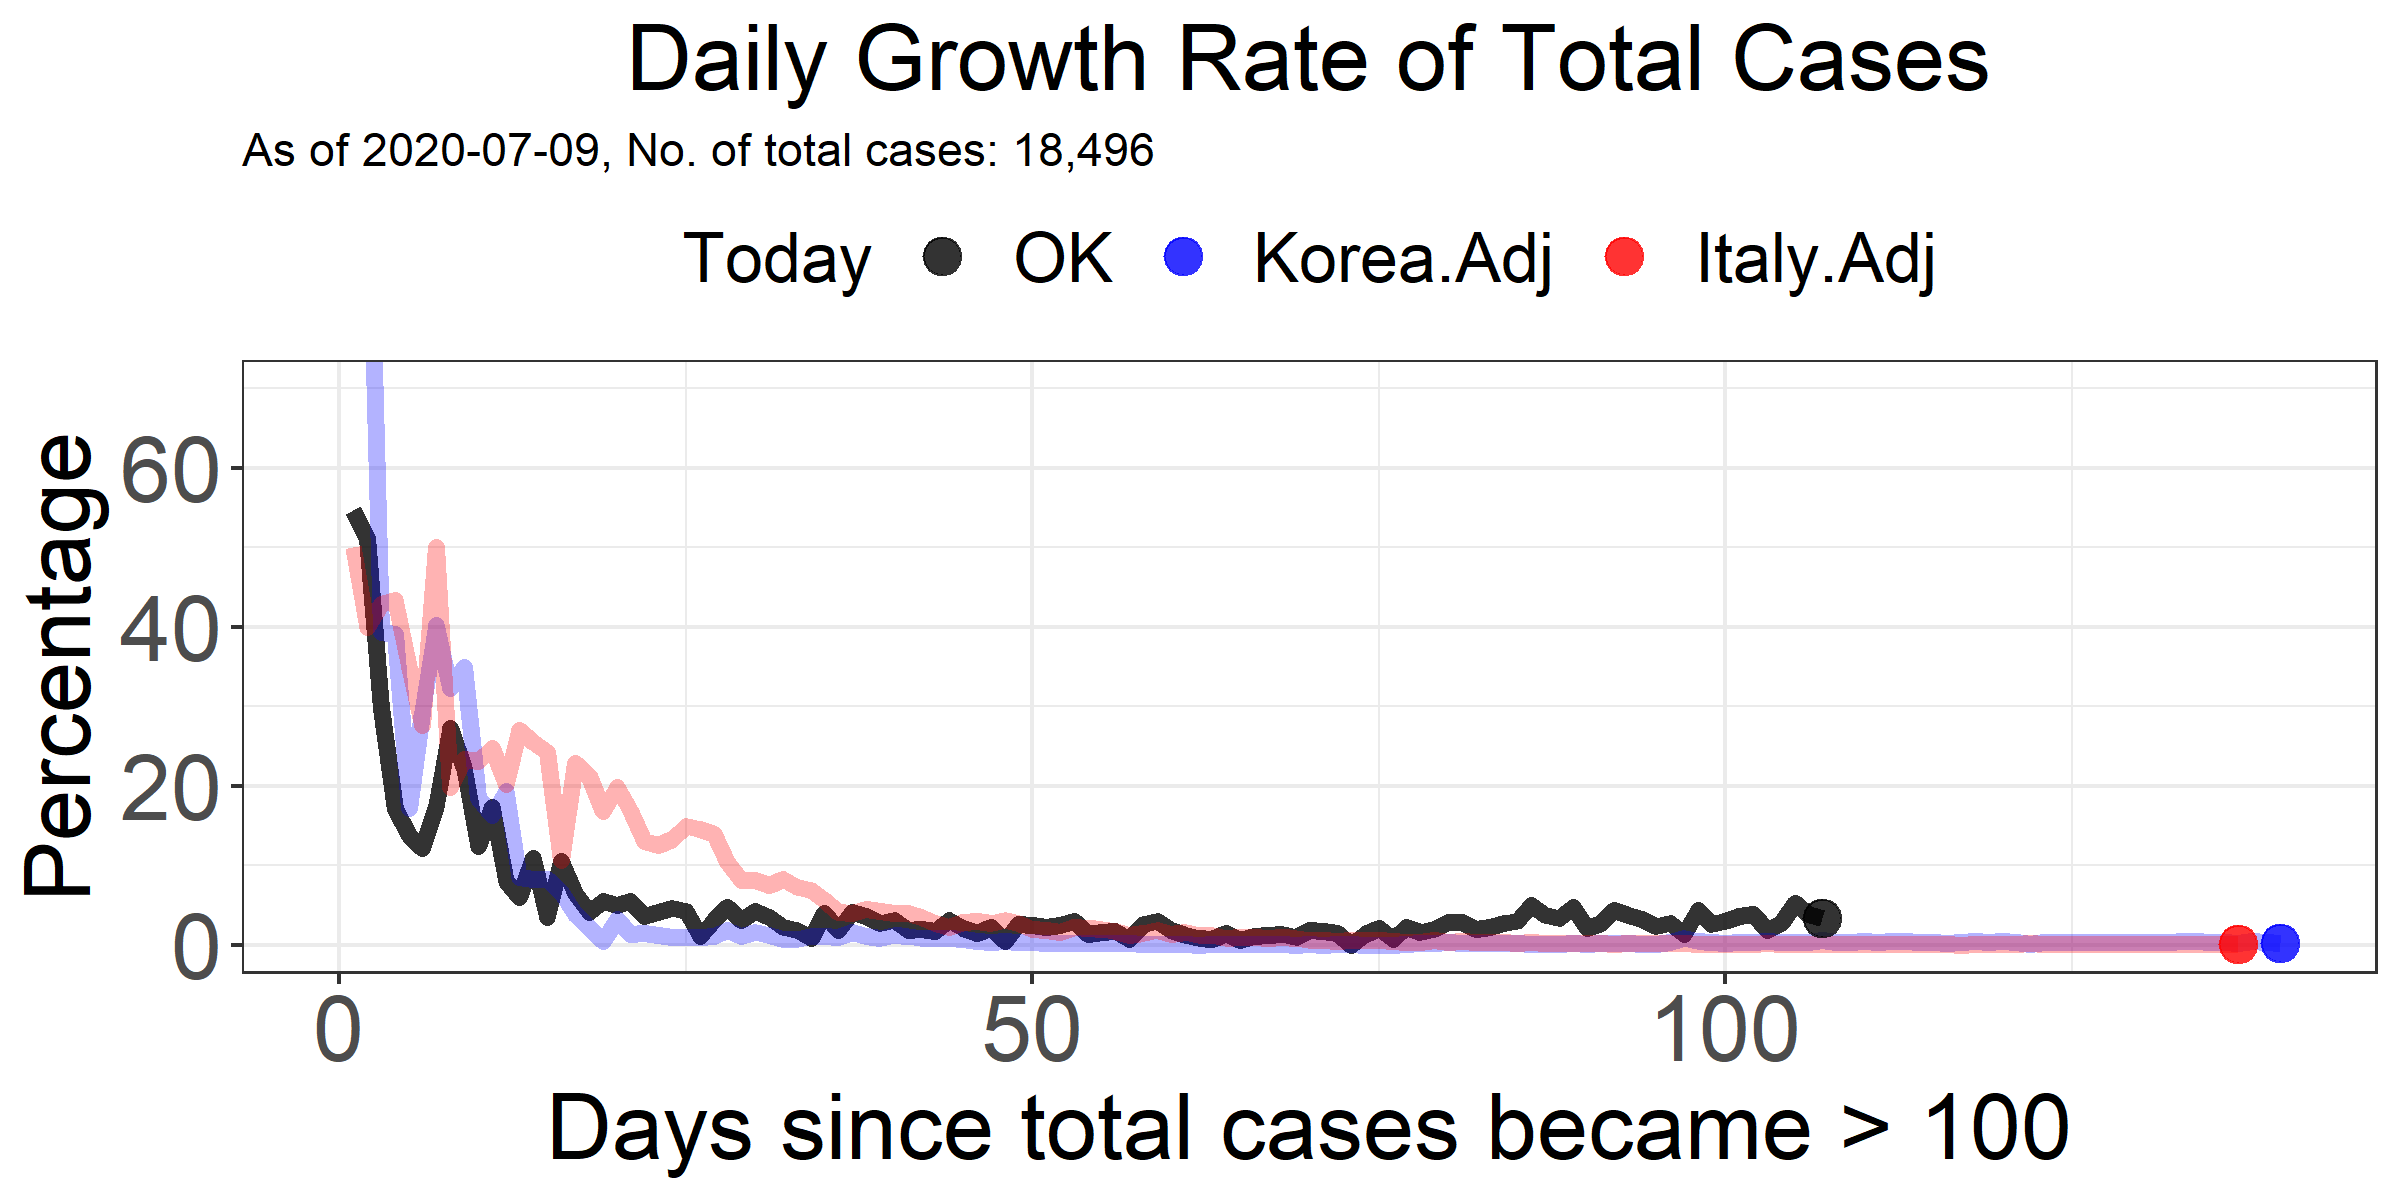 Daily Growth Rate of Total Cases
As of 2020-07-09, No. of total cases: 18,496
Today OK Korea.Adj Italy.Adj
Percentage
60
40
20
0
0 50 100
Days since total cases became > 100